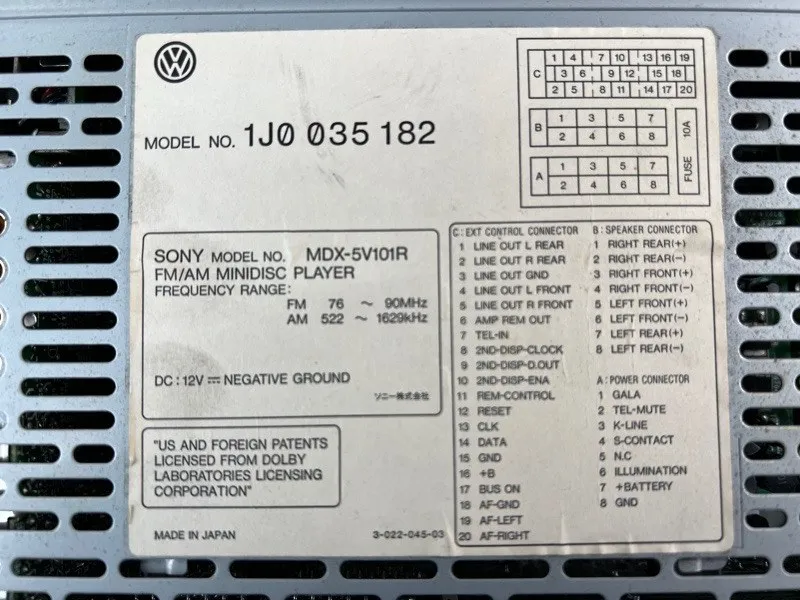 MODEL NO. 1J0 035 182
C
1 4 7 10 13 16 19
3 6 9 12 15 18
2 5 8 11 14 17 20
B
1 3 5 7
2 4 6 8
A
1 3 5 7
2 4 6 8
FUSE 10A
SONY MODEL NO. MDX-5V101R
FM/AM MINIDISC PLAYER
FREQUENCY RANGE:
FM 76 ~ 90MHz
AM 522 ~ 1629kHz
DC:12V⎓NEGATIVE GROUND
ソニー株式会社
"US AND FOREIGN PATENTS
LICENSED FROM DOLBY
LABORATORIES LICENSING
CORPORATION"
MADE IN JAPAN
3-022-045-03
C:EXT CONTROL CONNECTOR
1 LINE OUT L REAR
2 LINE OUT R REAR
3 LINE OUT GND
4 LINE OUT L FRONT
5 LINE OUT R FRONT
6 AMP REM OUT
7 TEL-IN
8 2ND-DISP-CLOCK
9 2ND-DISP-D.OUT
10 2ND-DISP-ENA
11 REM-CONTROL
12 RESET
13 CLK
14 DATA
15 GND
16 +B
17 BUS ON
18 AF-GND
19 AF-LEFT
20 AF-RIGHT
B:SPEAKER CONNECTOR
1 RIGHT REAR(+)
2 RIGHT REAR(-)
3 RIGHT FRONT(+)
4 RIGHT FRONT(-)
5 LEFT FRONT(+)
6 LEFT FRONT(-)
7 LEFT REAR(+)
8 LEFT REAR(-)
A:POWER CONNECTOR
1 GALA
2 TEL-MUTE
3 K-LINE
4 S-CONTACT
5 N.C
6 ILLUMINATION
7 +BATTERY
8 GND